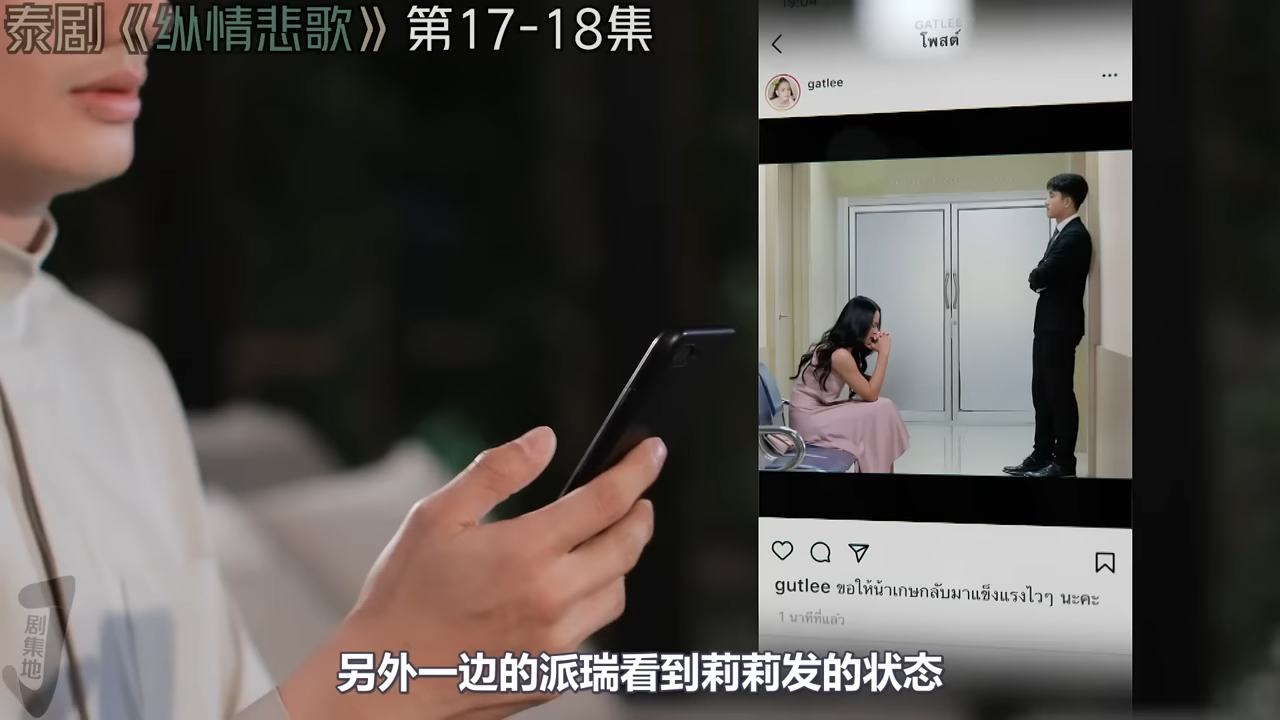 泰剧《纵情悲歌》第17-18集
19:04
GATLEE
โพสต์
gatlee
gutlee ขอให้น้าเกษกลับมาแข็งแรงไวๆ นะคะ
1 นาทีที่แล้ว
剧集地
另外一边的派瑞看到莉莉发的状态